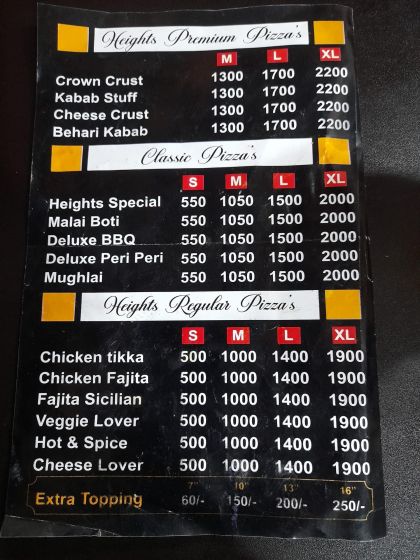 Heights Premium Pizza's
M L XL
Crown Crust 1300 1700 2200
Kabab Stuff 1300 1700 2200
Cheese Crust 1300 1700 2200
Behari Kabab 1300 1700 2200
Classic Pizza's
S M L XL
Heights Special 550 1050 1500 2000
Malai Boti 550 1050 1500 2000
Deluxe BBQ 550 1050 1500 2000
Deluxe Peri Peri 550 1050 1500 2000
Mughlai 550 1050 1500 2000
Heights Regular Pizza's
S M L XL
Chicken tikka 500 1000 1400 1900
Chicken Fajita 500 1000 1400 1900
Fajita Sicilian 500 1000 1400 1900
Veggie Lover 500 1000 1400 1900
Hot & Spice 500 1000 1400 1900
Cheese Lover 500 1000 1400 1900
7" 10" 13" 16"
Extra Topping 60/- 150/- 200/- 250/-